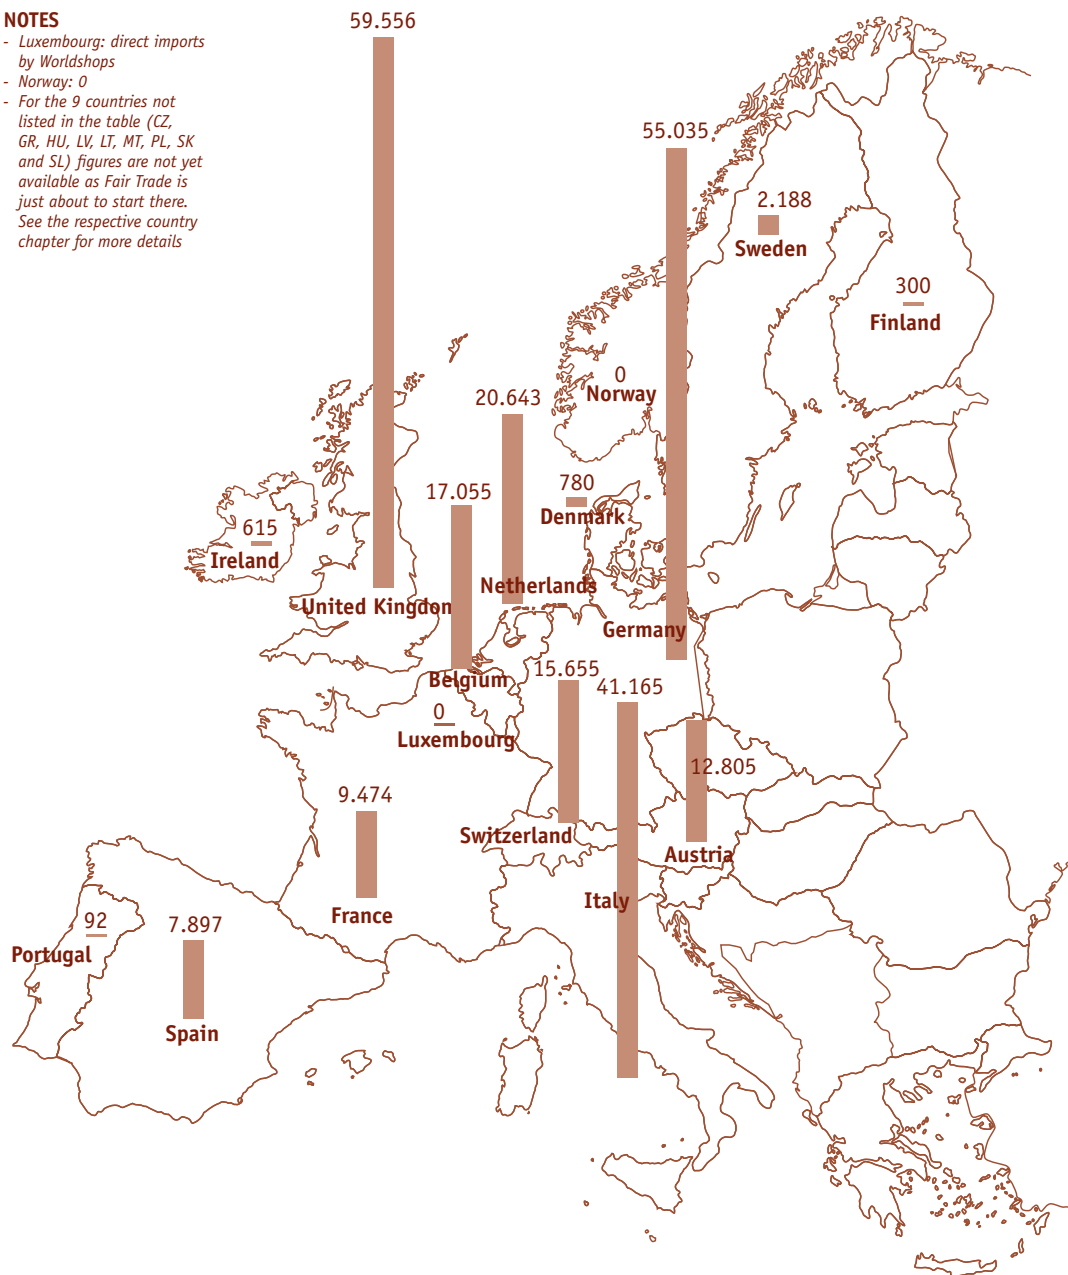 NOTES
- Luxembourg: direct imports
by Worldshops
- Norway: 0
- For the 9 countries not
listed in the table (CZ,
GR, HU, LV, LT, MT, PL, SK
and SL) figures are not yet
available as Fair Trade is
just about to start there.
See the respective country
chapter for more details
59.556
55.035
2.188
Sweden
300
Finland
0
Norway
20.643
17.055
780
Denmark
615
Ireland
Netherlands
United Kingdon
Germany
15.655
Belgium
41.165
0
Luxembourg
12.805
9.474
Switzerland
Austria
Italy
France
92
7.897
Portugal
Spain